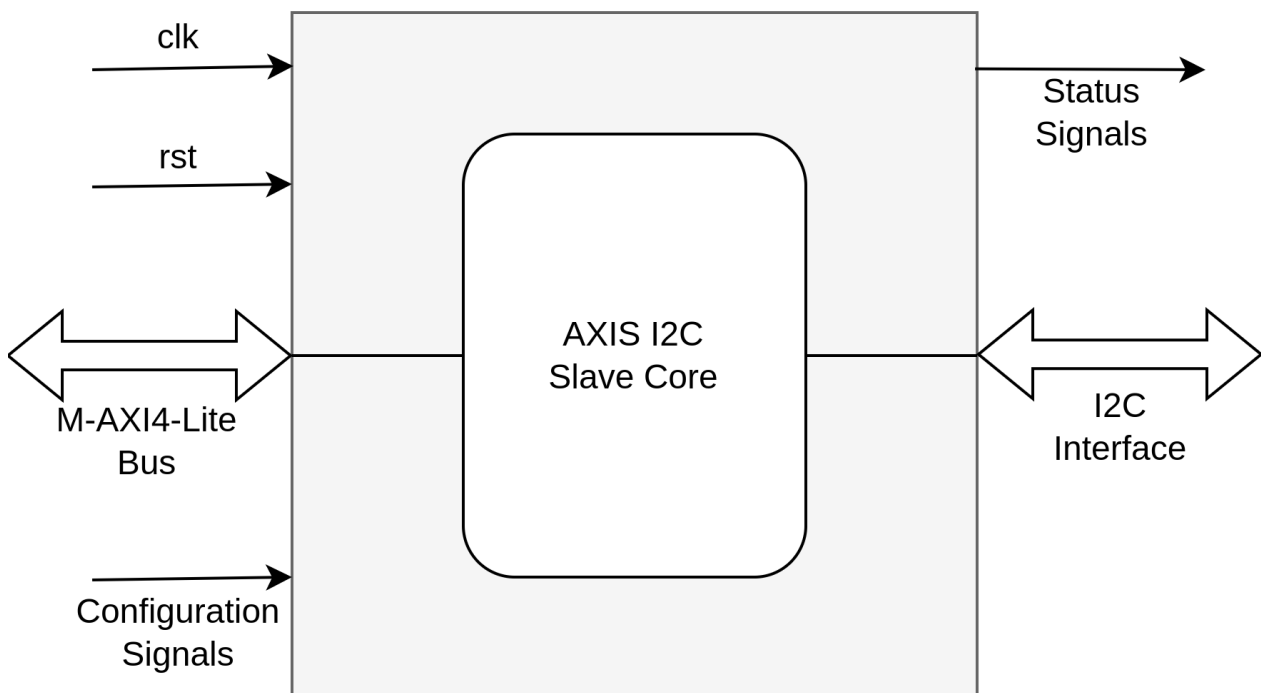 clk
rst
M-AXI4-Lite
Bus
Configuration
Signals
AXIS I2C
Slave Core
Status
Signals
I2C
Interface